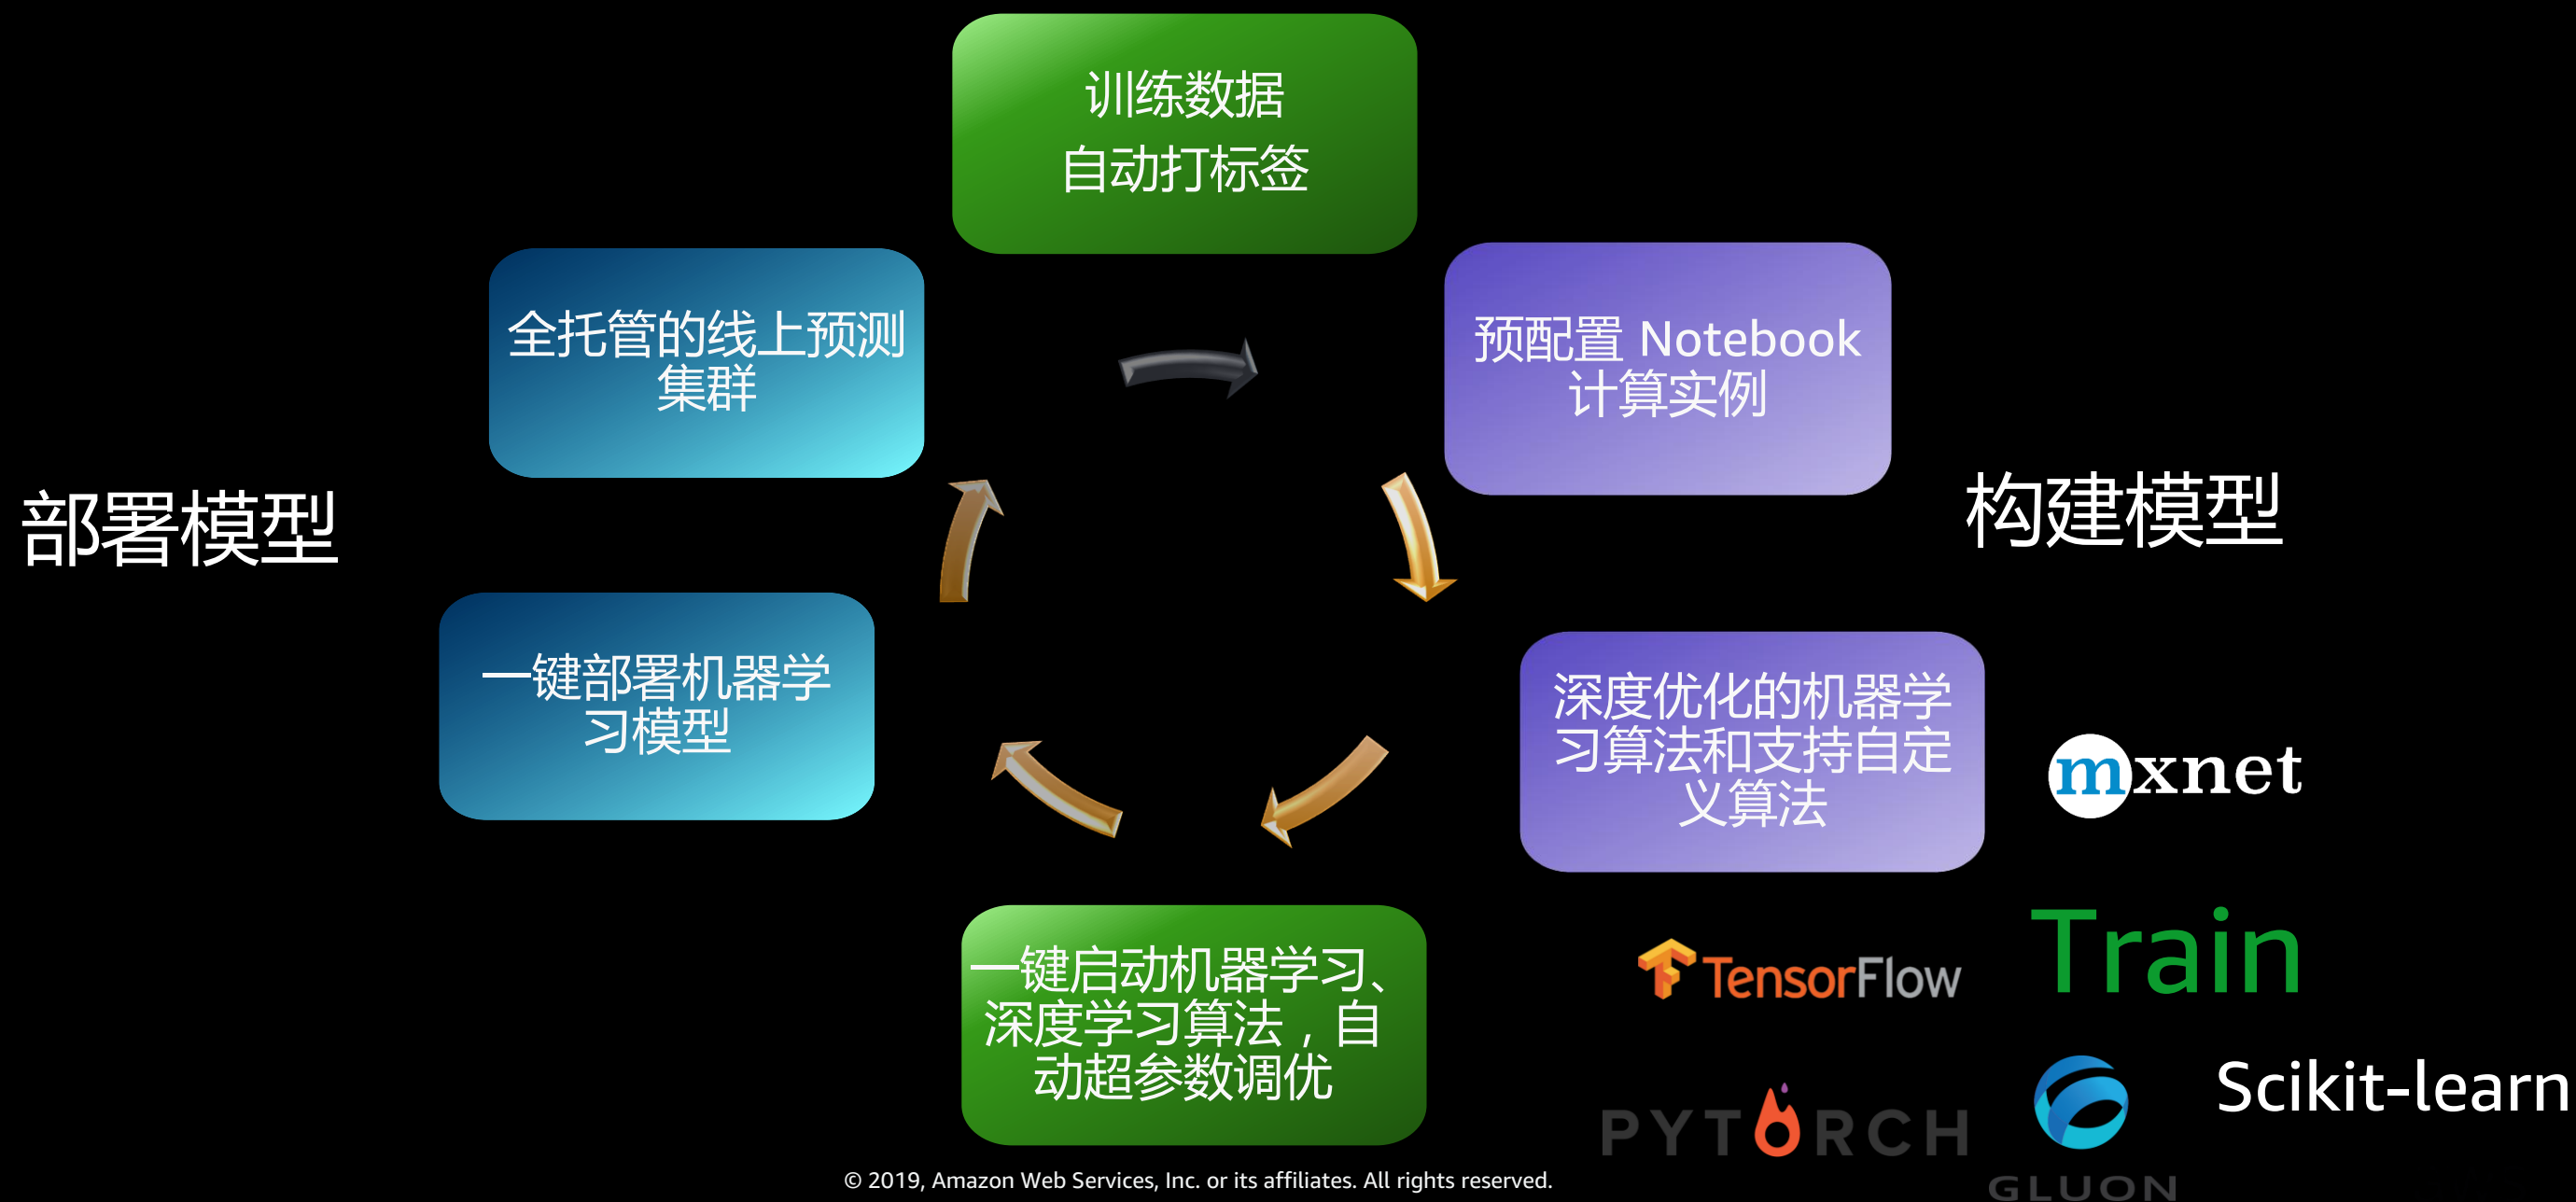 训练数据
自动打标签
全托管的线上预测
集群
预配置 Notebook
计算实例
部署模型
构建模型
一键部署机器学
习模型
深度优化的机器学
习算法和支持自定
义算法
mxnet
一键启动机器学习、
深度学习算法，自
动超参数调优
TensorFlow
Train
PYTORCH
GLUON
Scikit-learn
© 2019, Amazon Web Services, Inc. or its affiliates. All rights reserved.